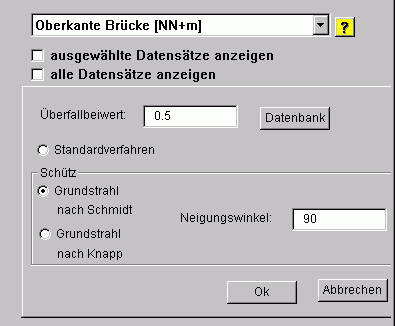 Oberkante Brücke [NN+m] ?
ausgewählte Datensätze anzeigen
alle Datensätze anzeigen
Überfallbeiwert: 0.5 Datenbank
Standardverfahren
Schütz
Grundstrahl
nach Schmidt
Neigungswinkel: 90
Grundstrahl
nach Knapp
Ok Abbrechen